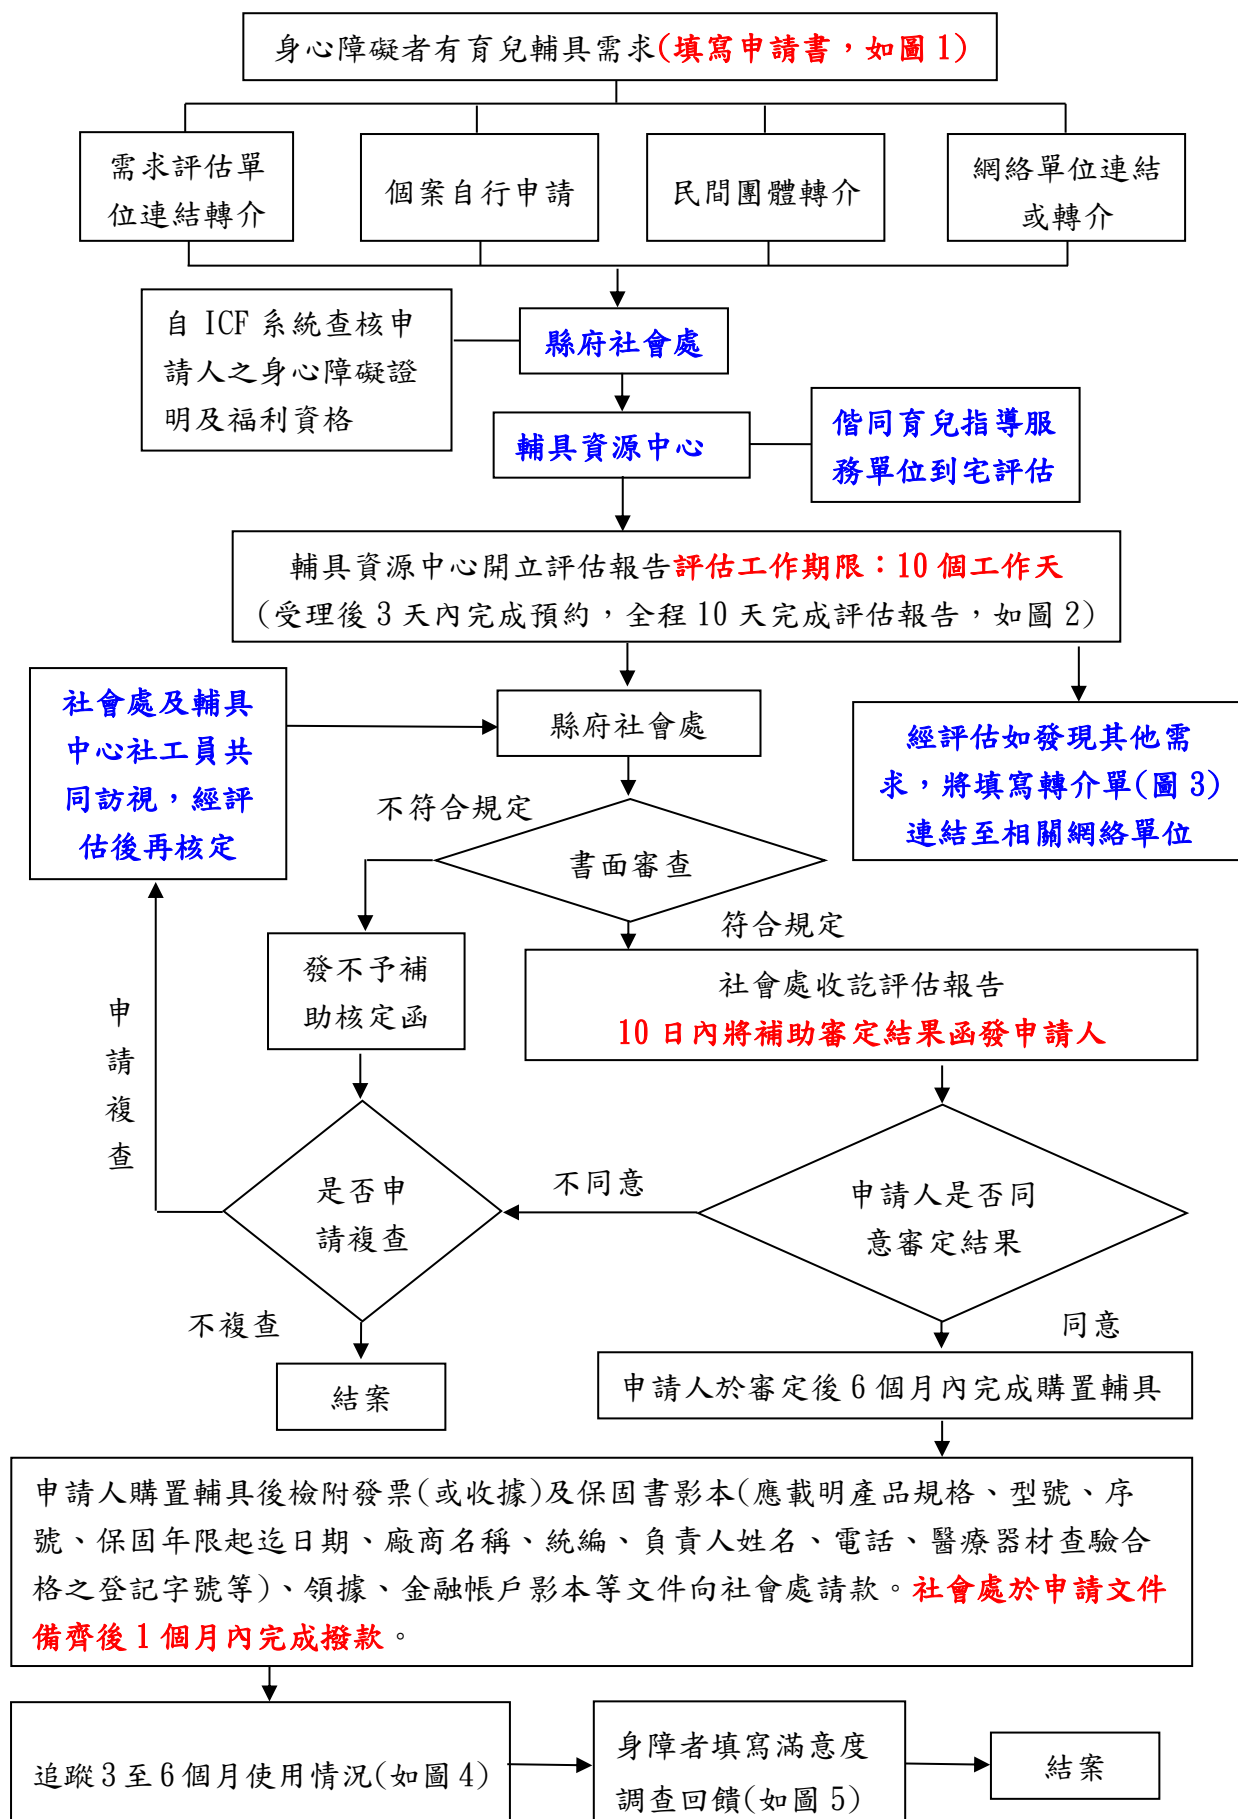 身心障礙者有育兒輔具需求(填寫申請書，如圖1)
需求評估單
位連結轉介
個案自行申請
民間團體轉介
網絡單位連結
或轉介
自 ICF 系統查核申
請人之身心障礙證
明及福利資格
縣府社會處
輔具資源中心
偕同育兒指導服
務單位到宅評估
輔具資源中心開立評估報告評估工作期限：10個工作天
(受理後3天內完成預約，全程10天完成評估報告，如圖2)
社會處及輔具
中心社工員共
同訪視，經評
估後再核定
縣府社會處
經評估如發現其他需
求，將填寫轉介單(圖3)
連結至相關網絡單位
不符合規定
書面審查
符合規定
發不予補
助核定函
社會處收訖評估報告
10日內將補助審定結果函發申請人
申
請
複
查
是否申
請複查
不同意
申請人是否同
意審定結果
不複查
同意
結案
申請人於審定後6個月內完成購置輔具
申請人購置輔具後檢附發票(或收據)及保固書影本(應載明產品規格、型號、序
號、保固年限起迄日期、廠商名稱、統編、負責人姓名、電話、醫療器材查驗合
格之登記字號等)、領據、金融帳戶影本等文件向社會處請款。社會處於申請文件
備齊後1個月內完成撥款。
追蹤3至6個月使用情況(如圖4)
身障者填寫滿意度
調查回饋(如圖5)
結案